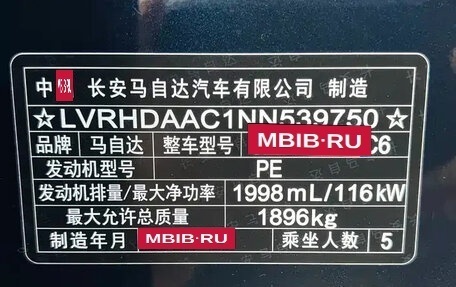 中 长安马自达汽车有限公司 制造
☆LVRHDAAC1NN539750☆
品牌 马自达 整车型号 MBIB·RU C6
发动机型号 PE
发动机排量/最大净功率 1998mL/116kW
最大允许总质量 1896kg
制造年月 MBIB·RU 乘坐人数 5